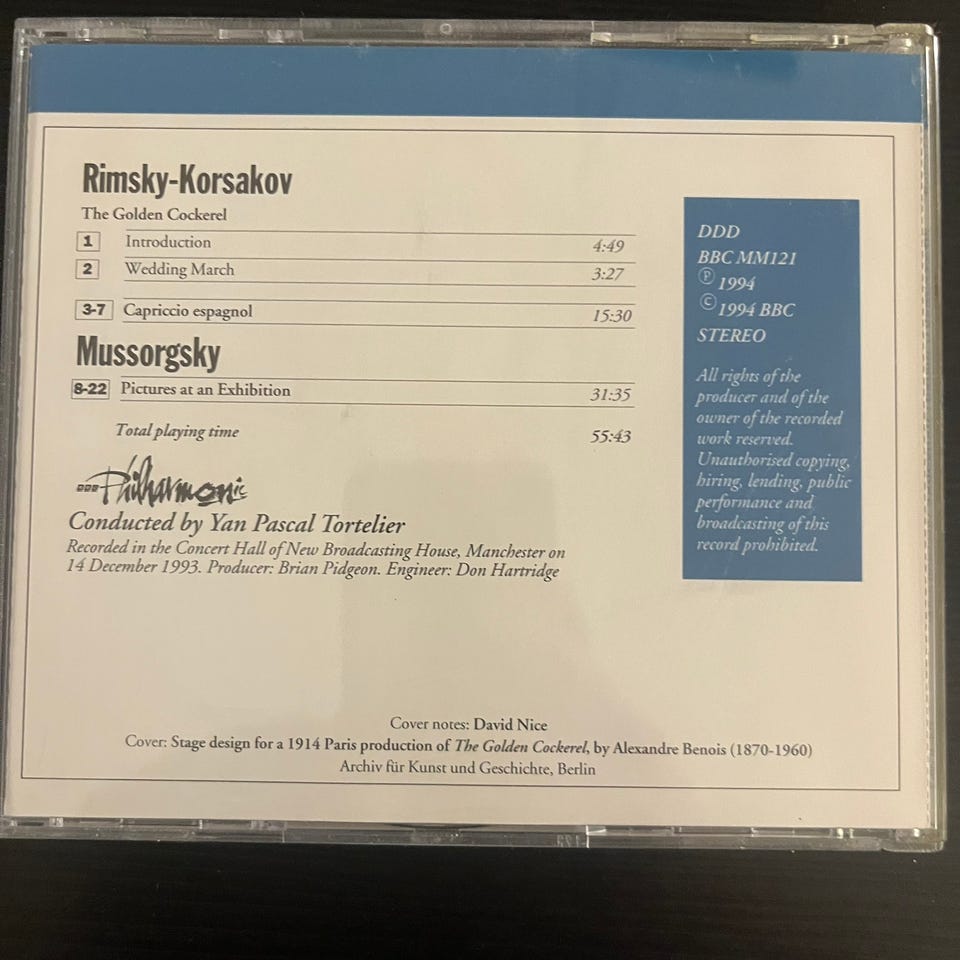 Rimsky-Korsakov
The Golden Cockerel
1 Introduction 4:49
2 Wedding March 3:27
3-7 Capriccio espagnol 15:30
Mussorgsky
8-22 Pictures at an Exhibition 31:35
Total playing time 55:43
BBC Philharmonic
Conducted by Yan Pascal Tortelier
Recorded in the Concert Hall of New Broadcasting House, Manchester on
14 December 1993. Producer: Brian Pidgeon. Engineer: Don Hartridge
DDD
BBC MM121
Ⓟ 1994
© 1994 BBC
STEREO
All rights of the
producer and of the
owner of the recorded
work reserved.
Unauthorised copying,
hiring, lending, public
performance and
broadcasting of this
record prohibited.
Cover notes: David Nice
Cover: Stage design for a 1914 Paris production of The Golden Cockerel, by Alexandre Benois (1870-1960)
Archiv für Kunst und Geschichte, Berlin